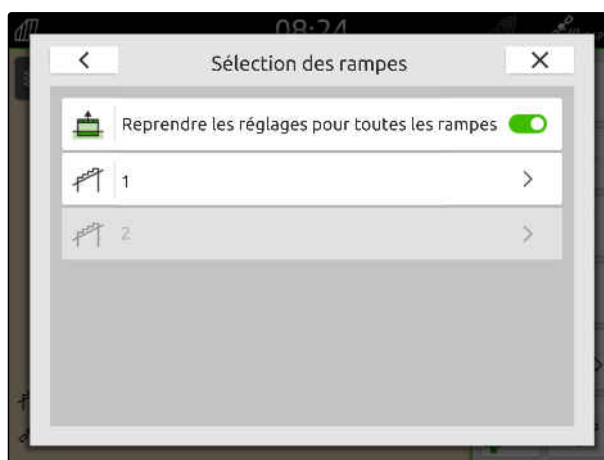 08:24
Sélection des rampes
Reprendre les réglages pour toutes les rampes
1
2